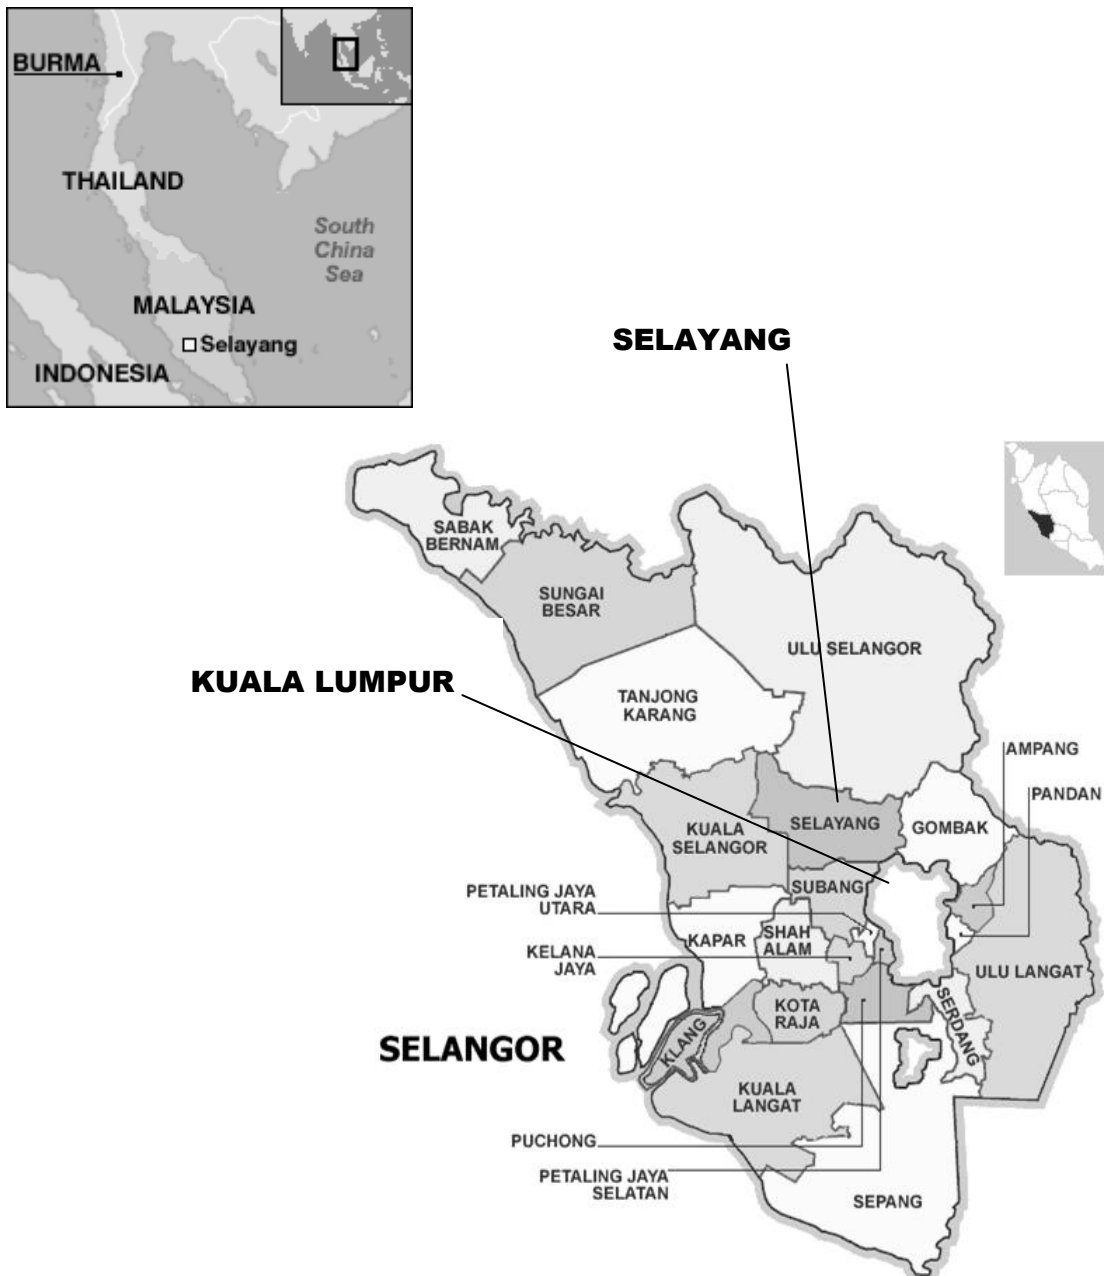 BURMA
THAILAND
South
China
Sea
MALAYSIA
Selayang
INDONESIA
SELAYANG
SABAK
BERNAM
SUNGAI
BESAR
ULU SELANGOR
KUALA LUMPUR
TANJONG
KARANG
AMPANG
PANDAN
SELAYANG
GOMBAK
KUALA
SELANGOR
SUBANG
PETALING JAYA
UTARA
KAPAR
SHAH
ALAM
KELANA
JAYA
ULU LANGAT
KOTA
RAJA
SERDANG
SELANGOR
KLANG
KUALA
LANGAT
PUCHONG
PETALING JAYA
SELATAN
SEPANG